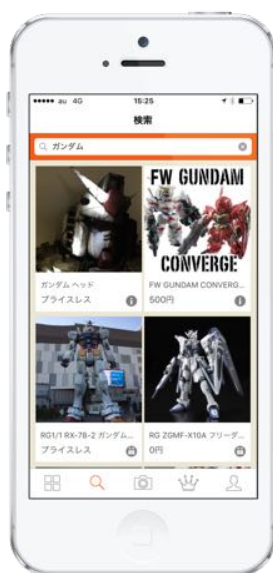 au 4G 15:25
検索
ガンダム
FW GUNDAM
CONVERGE
ガンダム ヘッド
プライスレス
FW GUNDAM CONVERG...
500円
RG1/1 RX-78-2 ガンダム...
プライスレス
RG ZGMF-X10A フリーダ...
0円